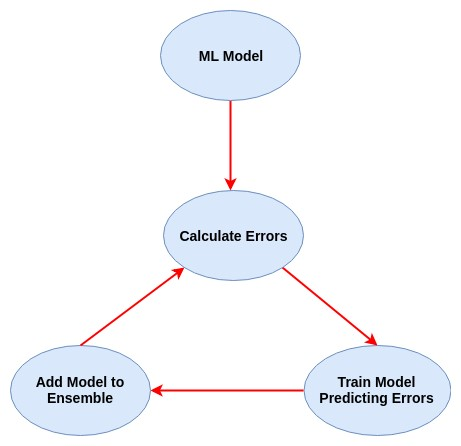 ML Model
Calculate Errors
Add Model to
Ensemble
Train Model
Predicting Errors